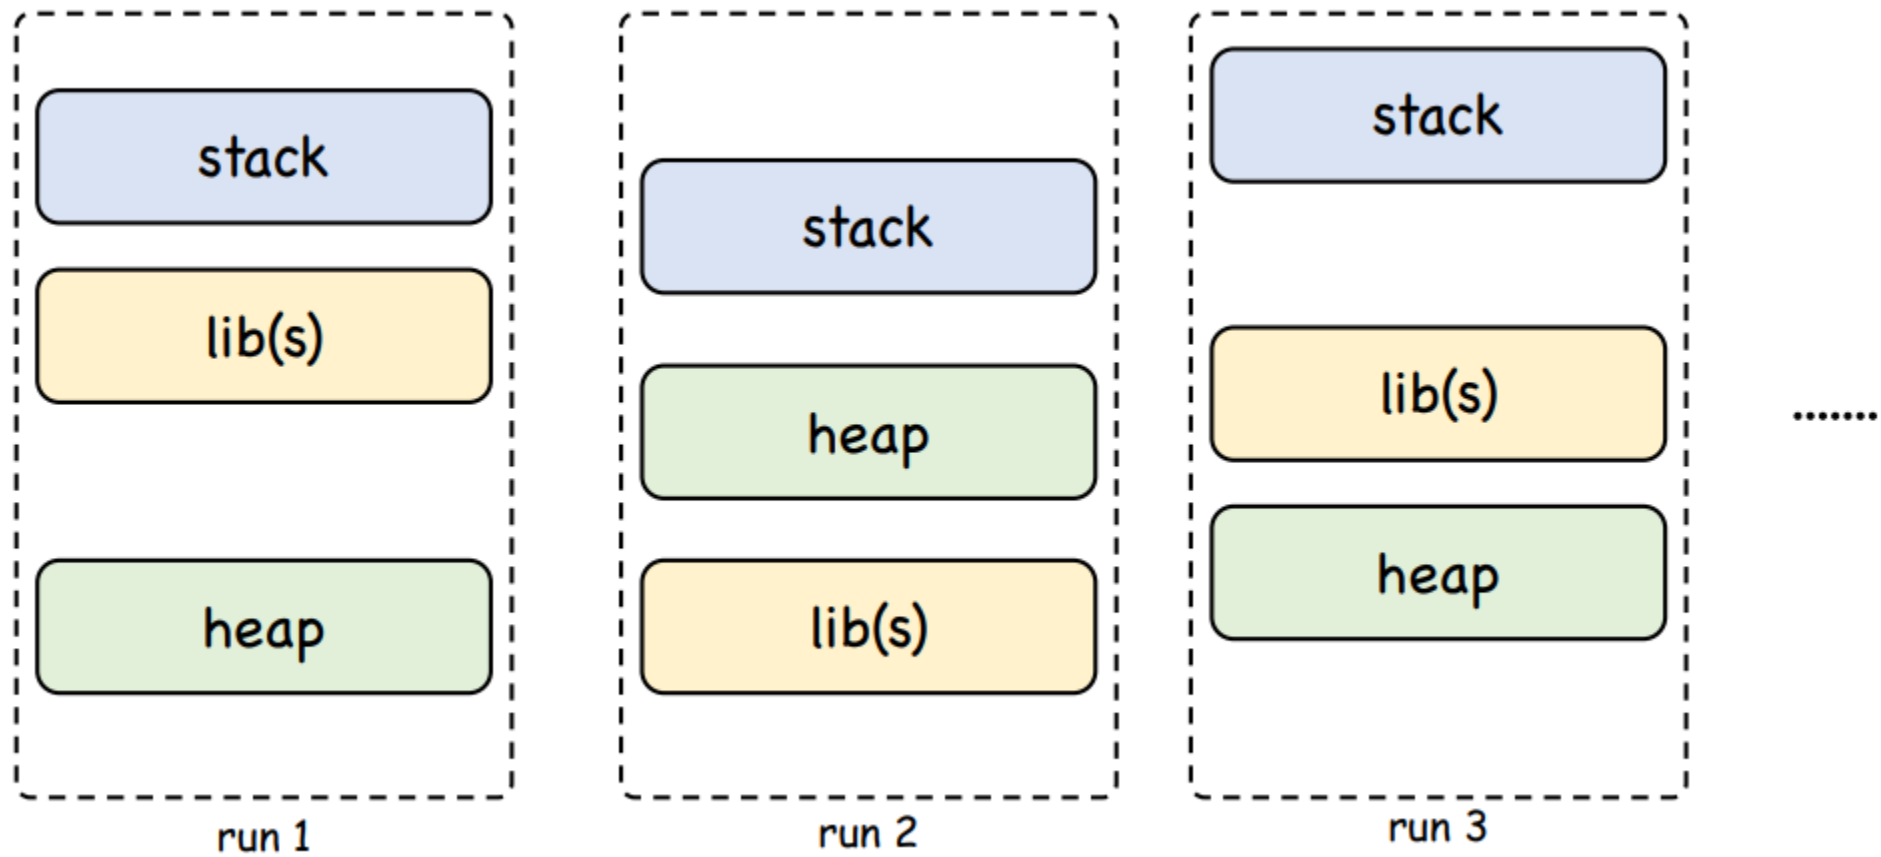 stack
lib(s)
heap
run 1
stack
heap
lib(s)
run 2
stack
lib(s)
heap
run 3
.......